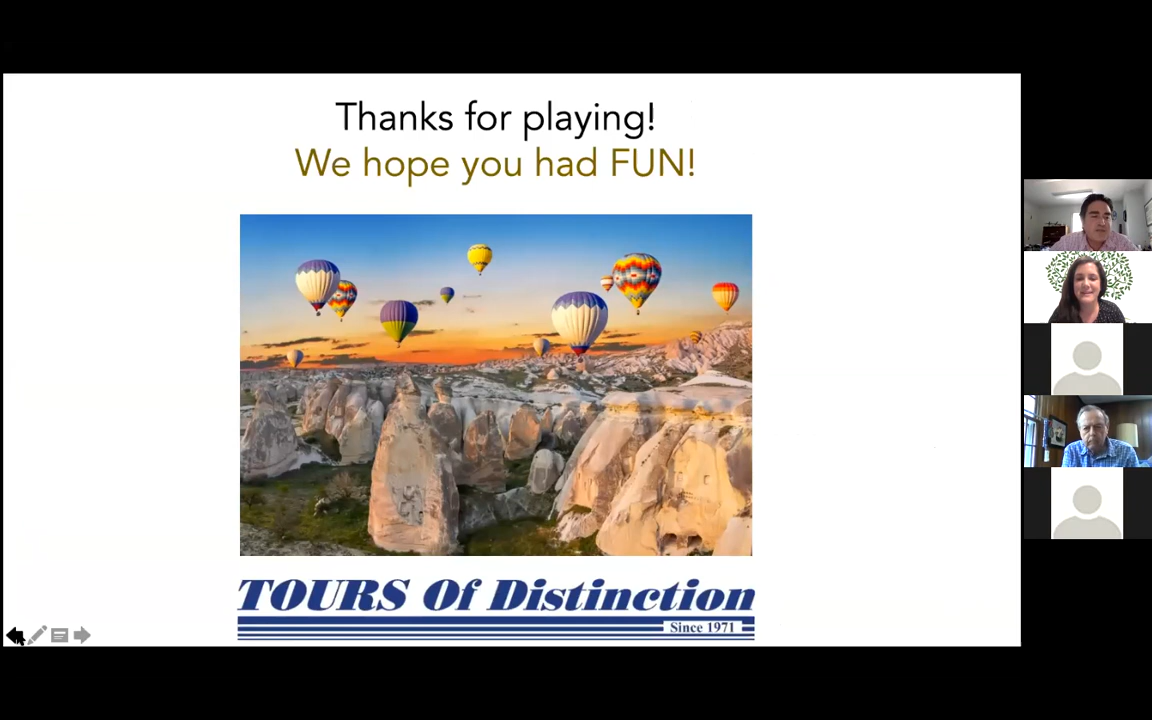 Thanks for playing!
We hope you had FUN!
TOURS Of Distinction
Since 1971